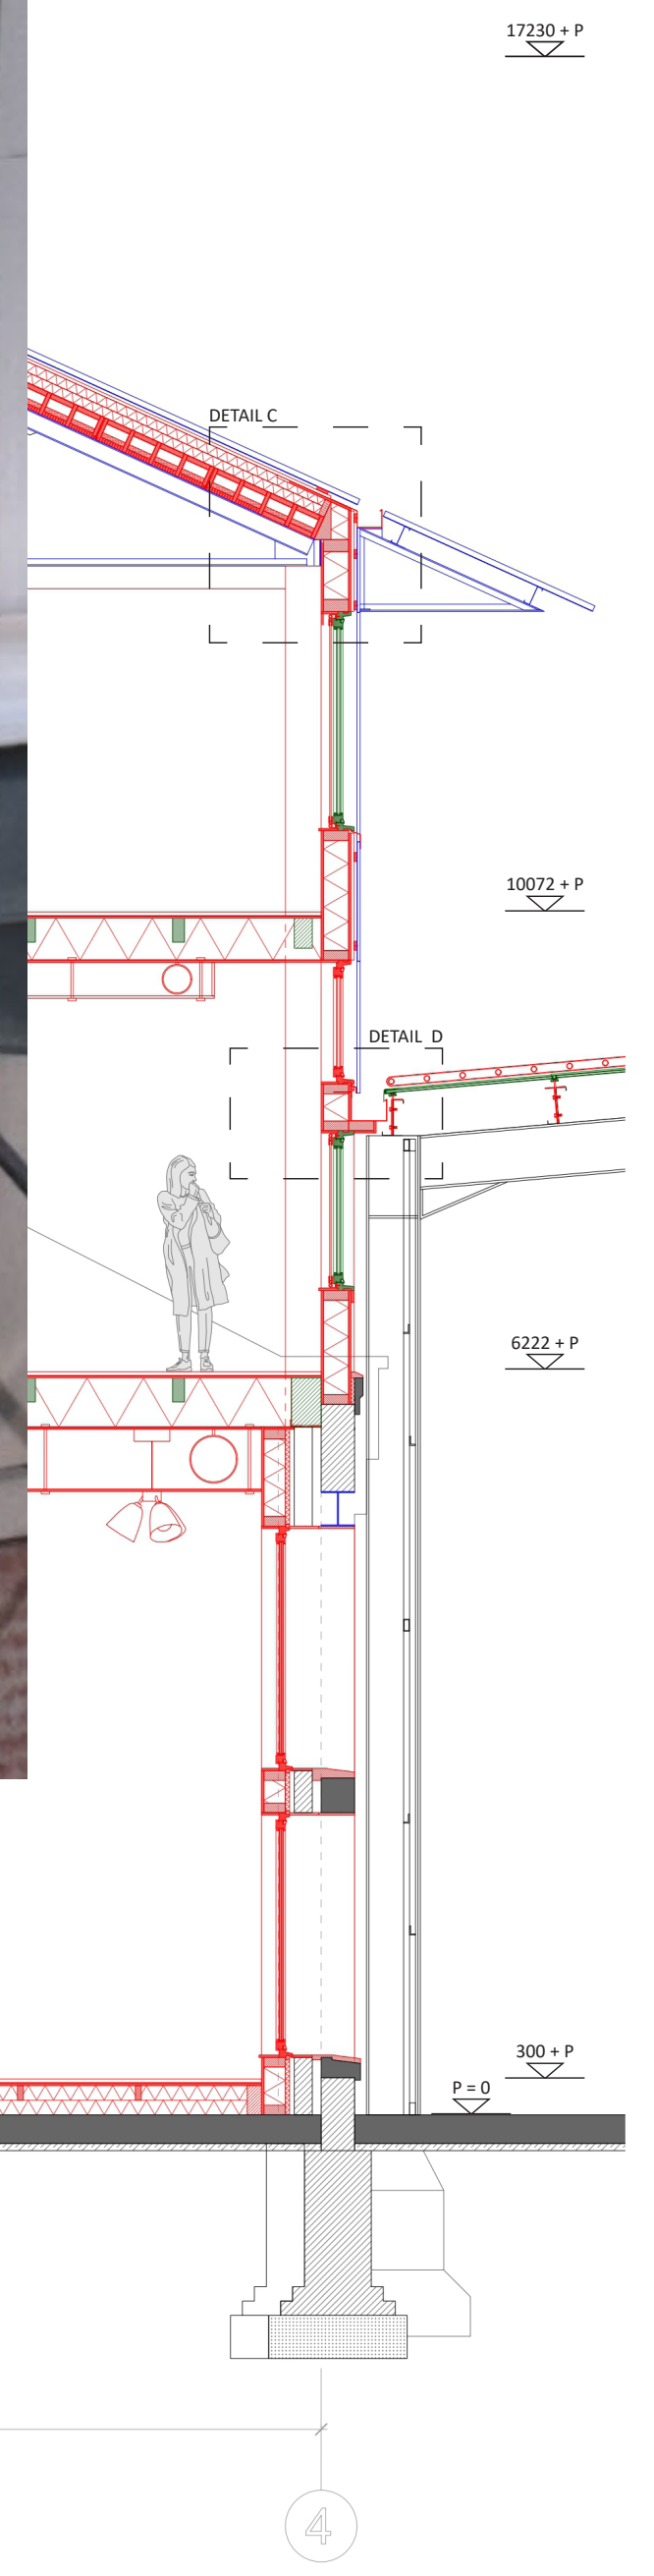 17230 + P
DETAIL C
10072 + P
DETAIL D
6222 + P
300 + P
P = 0
4